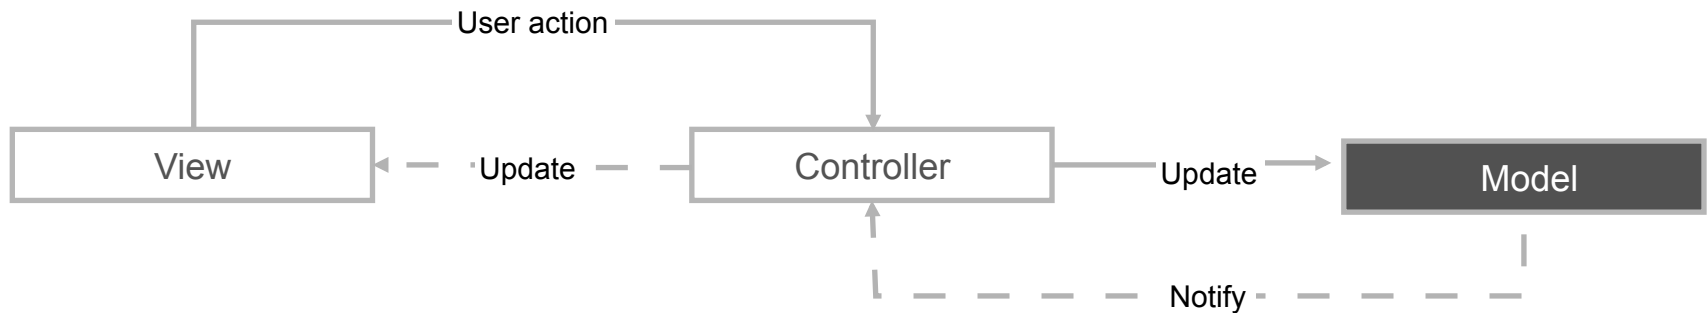 User action
View
Update
Controller
Update
Model
Notify